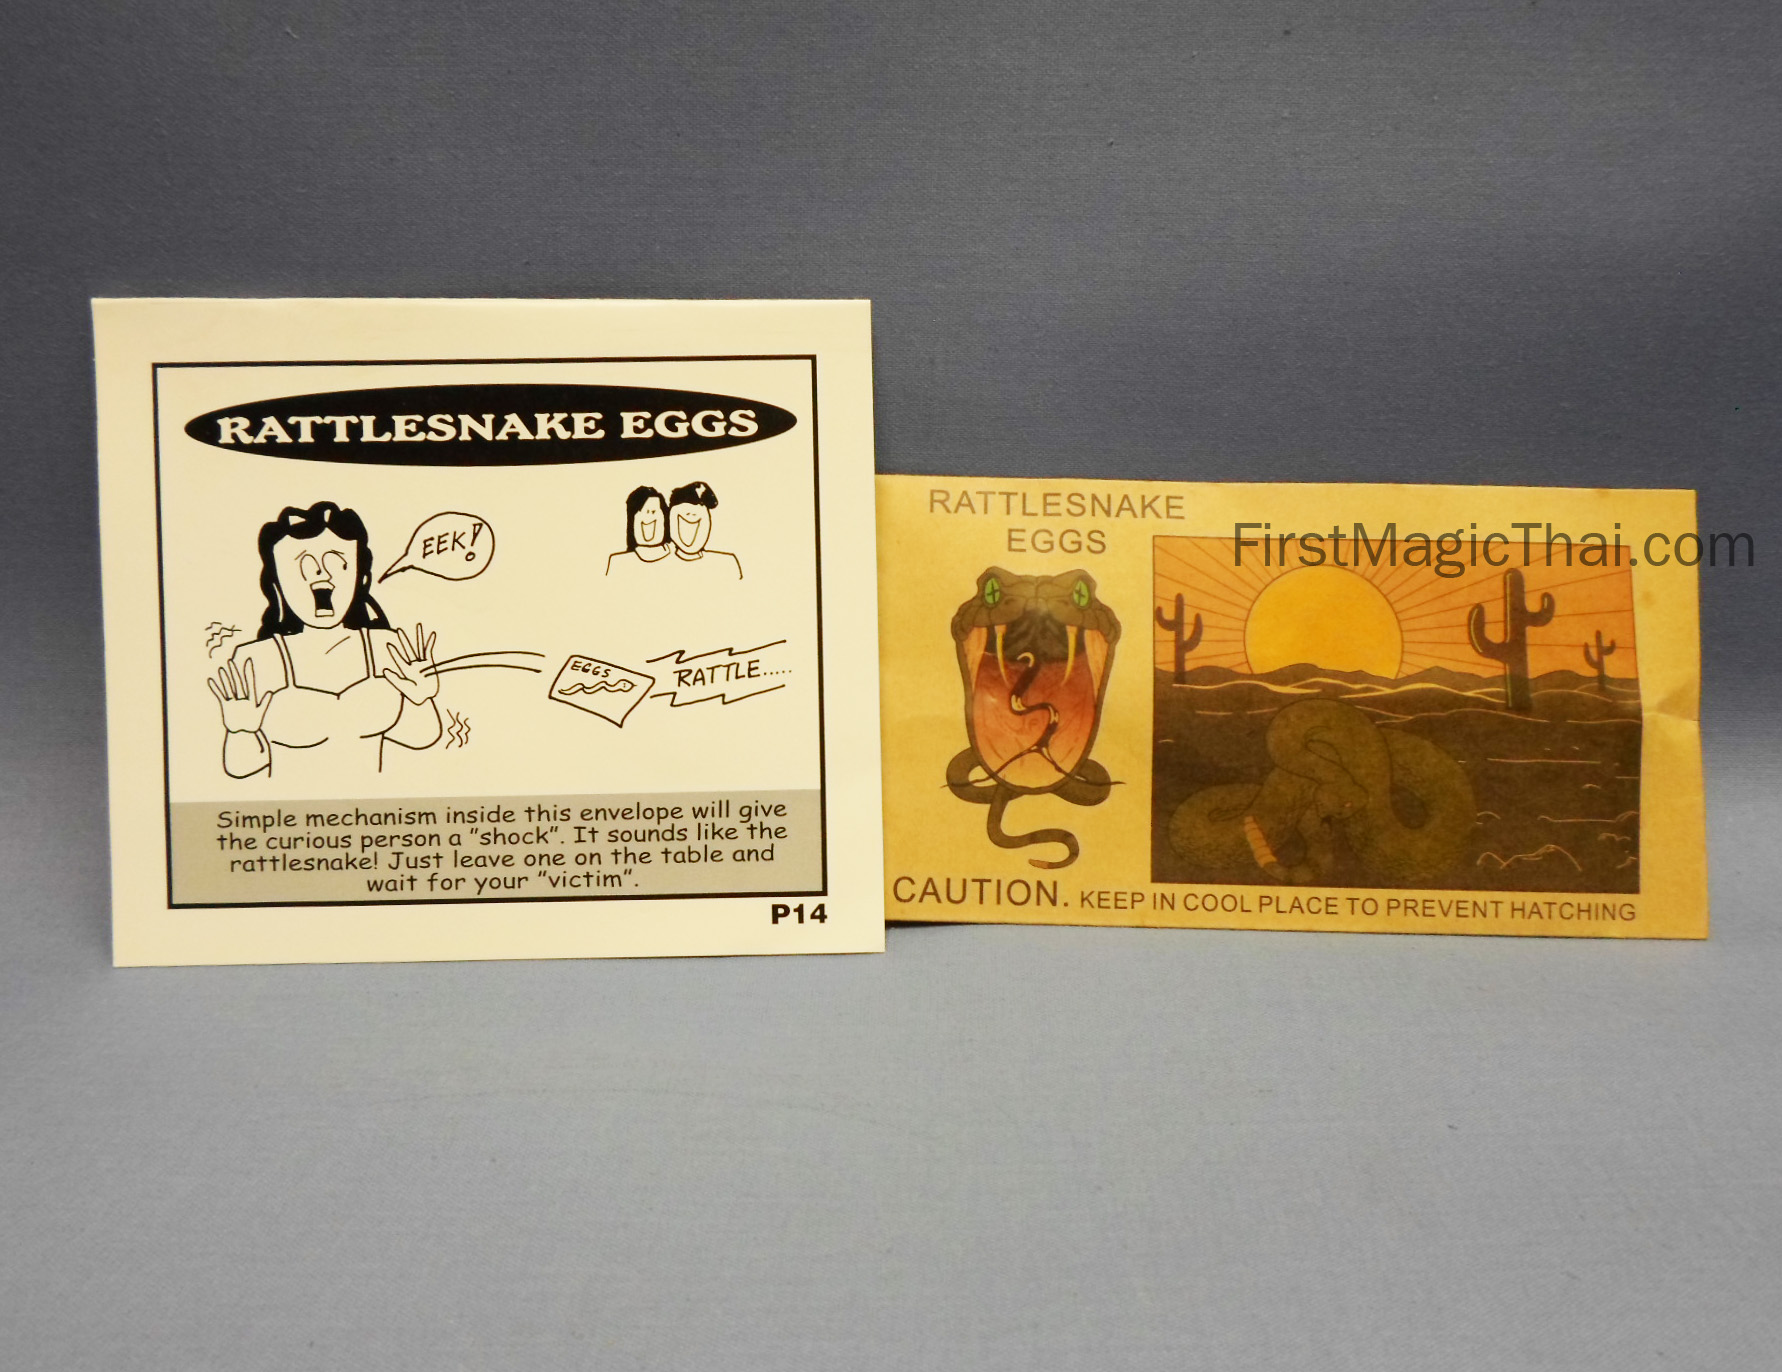 RATTLESNAKE EGGS
EEK!
EGGS
RATTLE.....
Simple mechanism inside this envelope will give
the curious person a "shock". It sounds like the
rattlesnake! Just leave one on the table and
wait for your "victim".
P14
RATTLESNAKE
EGGS
FirstMagicThai.com
CAUTION. KEEP IN COOL PLACE TO PREVENT HATCHING